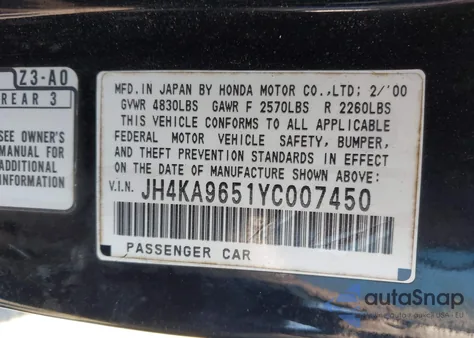 Z3-A0
REAR 3
SEE OWNER'S
MANUAL FOR
ADDITIONAL
INFORMATION
MFD.IN JAPAN BY HONDA MOTOR CO.,LTD; 2/'00
GVWR 4830LBS GAWR F 2570LBS R 2260LBS
THIS VEHICLE CONFORMS TO ALL APPLICABLE
FEDERAL MOTOR VEHICLE SAFETY, BUMPER,
AND THEFT PREVENTION STANDARDS IN EFFECT
ON THE DATE OF MANUFACTURE SHOWN ABOVE:
V.I.N. JH4KA9651YC007450
PASSENGER CAR
autoSnap